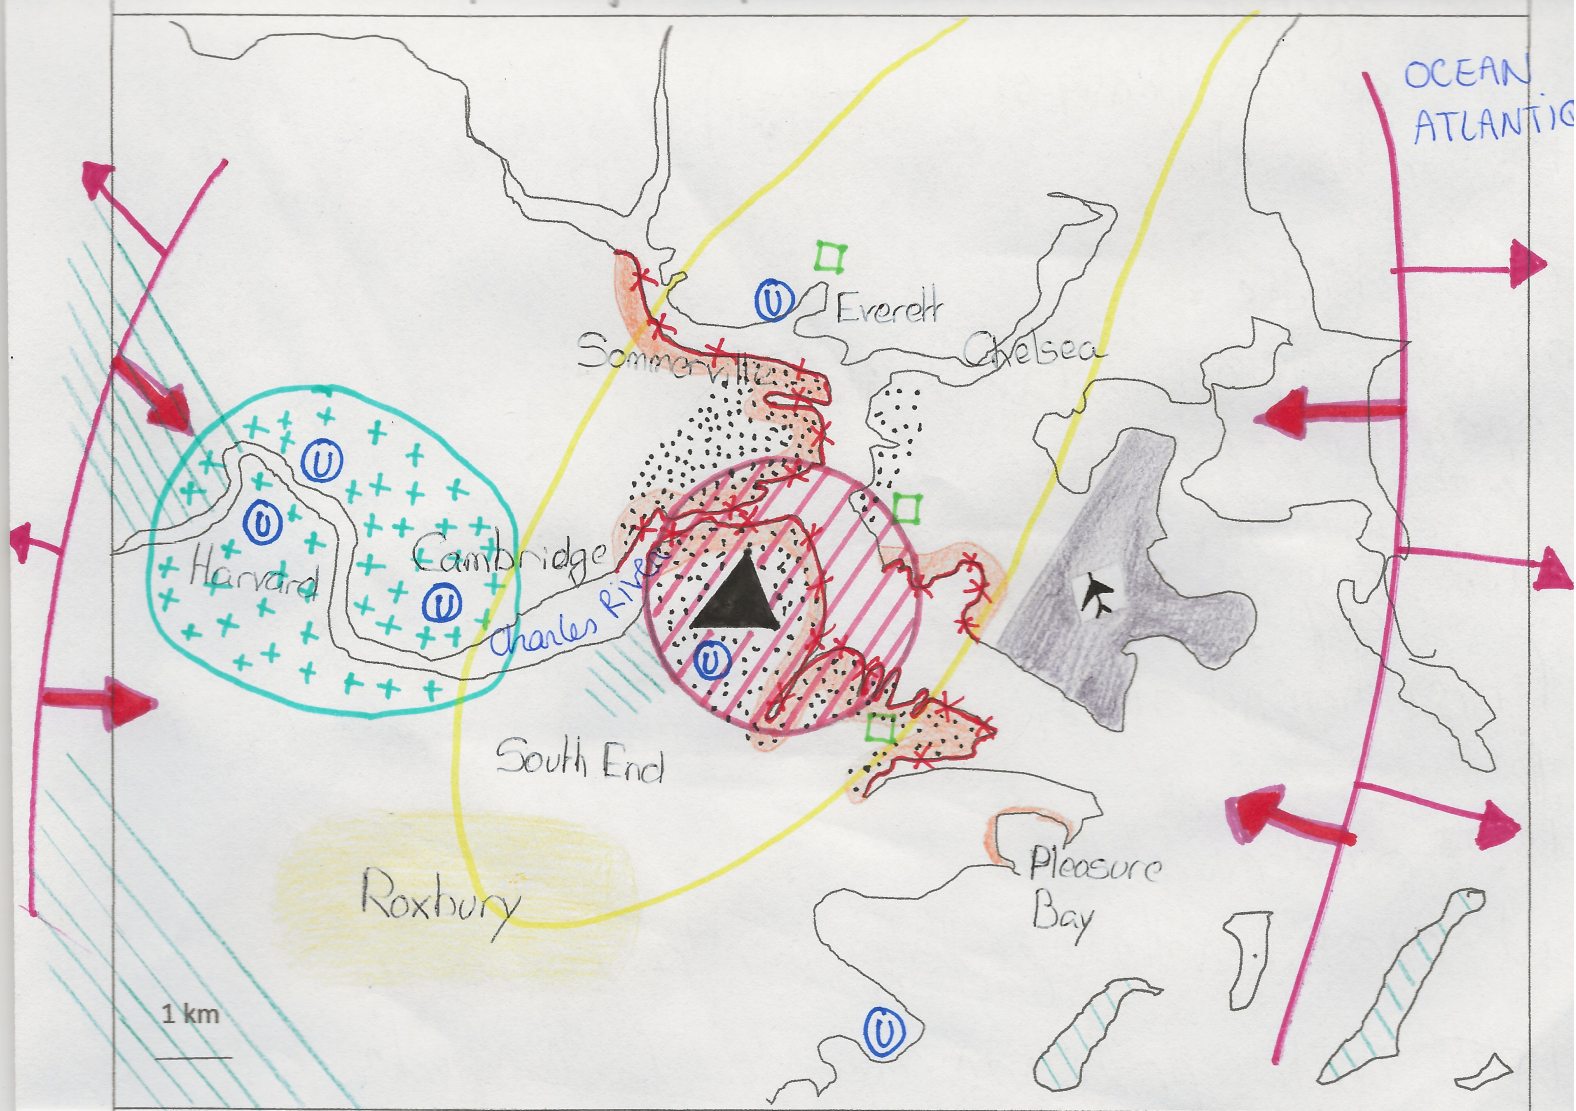 OCEAN
ATLANTIQ
U
Everett
Sommerville
Chelsea
U
U
Cambridge
Harvard
U
Charles River
U
South End
Pleasure
Bay
Roxbury
1 km
U